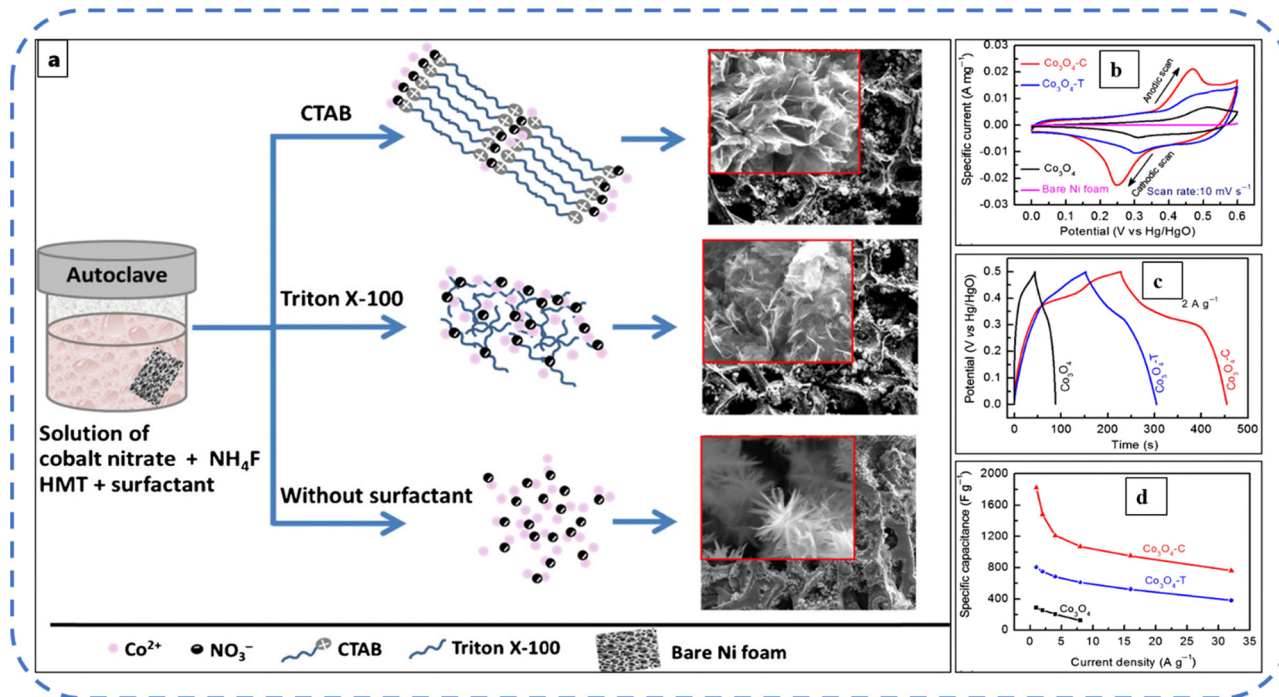 a
CTAB
Autoclave
Triton X-100
Solution of
cobalt nitrate + NH₄F
HMT + surfactant
Without surfactant
Co²⁺
NO₃⁻
CTAB
Triton X-100
Bare Ni foam
b
Specific current (A mg⁻¹)
0.03
0.02
0.01
0.00
-0.01
-0.02
-0.03
Co₃O₄-C
Co₃O₄-T
Anodic scan
Co₃O₄
Bare Ni foam
Cathodic scan
Scan rate:10 mV s⁻¹
0.0 0.1 0.2 0.3 0.4 0.5 0.6
Potential (V vs Hg/HgO)
c
2 A g⁻¹
Potential (V vs Hg/HgO)
0.5
0.4
0.3
0.2
0.1
0.0
Co₃O₄
Co₃O₄-T
Co₃O₄-C
0 100 200 300 400 500
Time (s)
d
Specific capacitance (F g⁻¹)
2000
1600
1200
800
400
0
Co₃O₄-C
Co₃O₄-T
Co₃O₄
0 5 10 15 20 25 30 35
Current density (A g⁻¹)